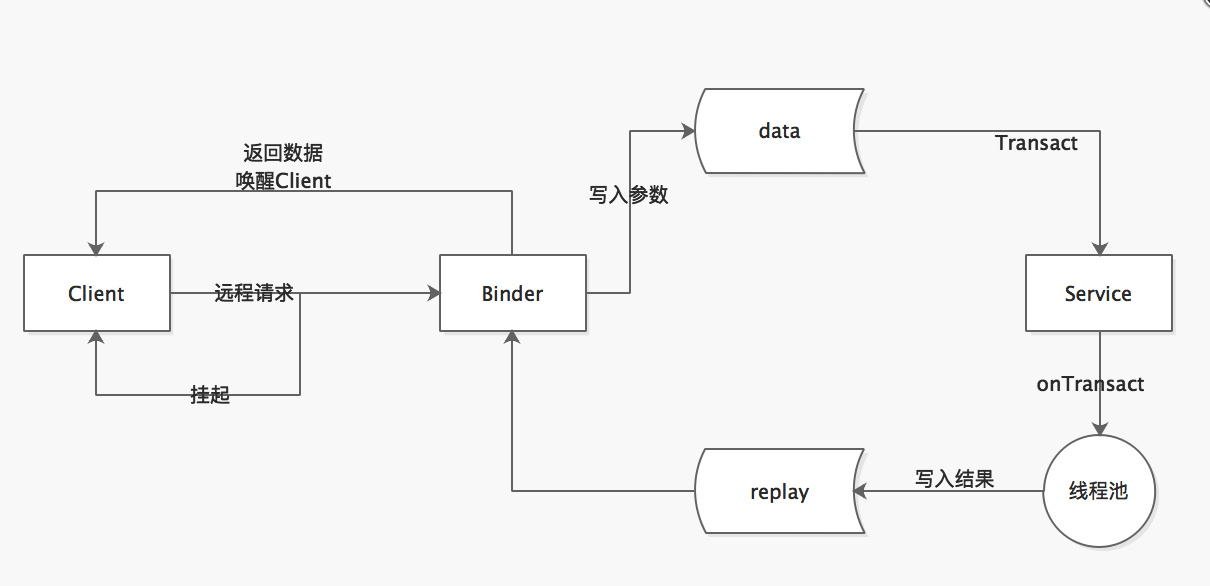 data
Transact
返回数据
唤醒Client
写入参数
Client
远程请求
Binder
Service
挂起
onTransact
replay
写入结果
线程池